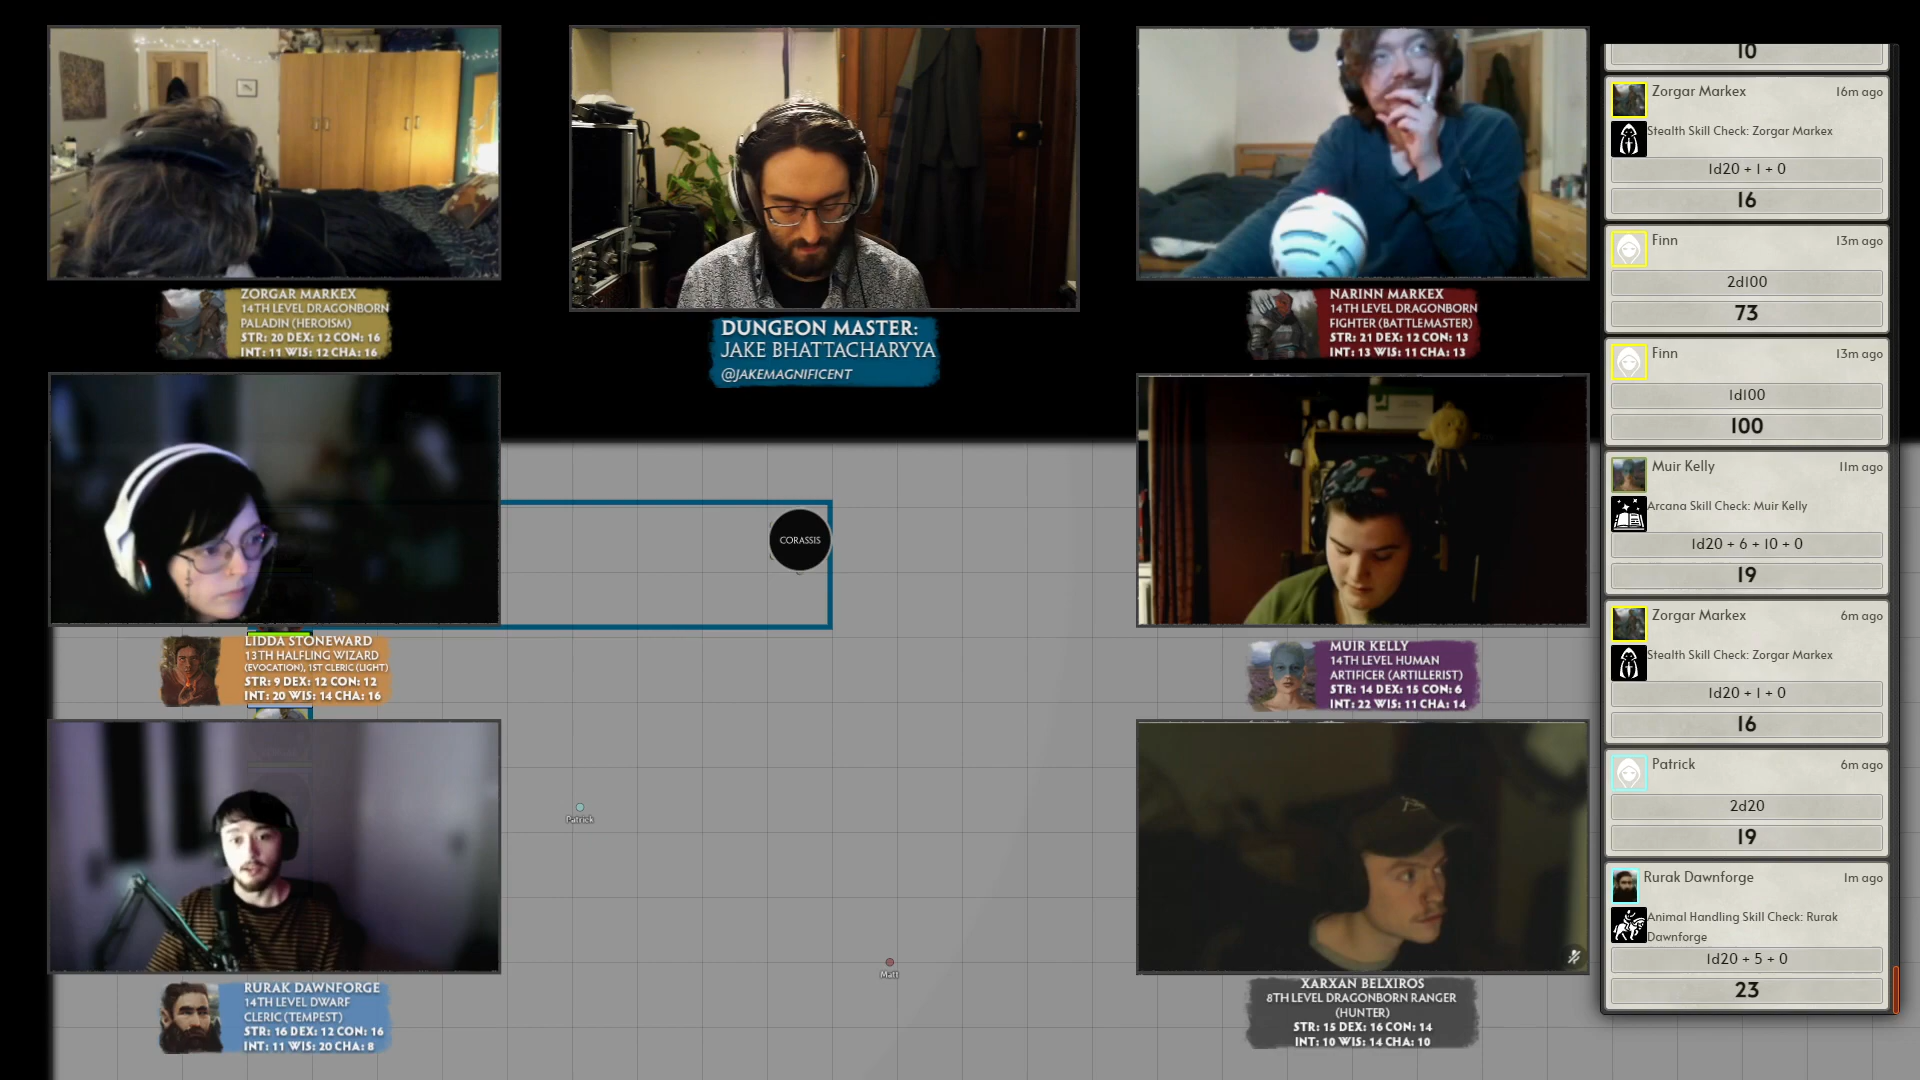 ZORGAR MARKEX
14TH LEVEL DRAGONBORN
PALADIN (HEROISM)
STR: 20 DEX: 12 CON: 16
INT: 11 WIS: 12 CHA: 16
DUNGEON MASTER:
JAKE BHATTACHARYYA
@JAKEMAGNIFICENT
NARINN MARKEX
14TH LEVEL DRAGONBORN
FIGHTER (BATTLEMASTER)
STR: 21 DEX: 12 CON: 13
INT: 13 WIS: 11 CHA: 13
CORASSIS
LIDDA STONEWARD
13TH HALFLING WIZARD
(EVOCATION), 1ST CLERIC (LIGHT)
STR: 9 DEX: 12 CON: 12
INT: 20 WIS: 14 CHA: 16
MUIR KELLY
14TH LEVEL HUMAN
ARTIFICER (ARTILLERIST)
STR: 14 DEX: 15 CON: 6
INT: 22 WIS: 11 CHA: 14
Patrick
Matt
RURAK DAWNFORGE
14TH LEVEL DWARF
CLERIC (TEMPEST)
STR: 16 DEX: 12 CON: 16
INT: 11 WIS: 20 CHA: 8
XARXAN BELXIROS
8TH LEVEL DRAGONBORN RANGER
(HUNTER)
STR: 15 DEX: 16 CON: 14
INT: 10 WIS: 14 CHA: 10
10
Zorgar Markex 16m ago
Stealth Skill Check: Zorgar Markex
1d20 + 1 + 0
16
Finn 13m ago
2d100
73
Finn 13m ago
1d100
100
Muir Kelly 11m ago
Arcana Skill Check: Muir Kelly
1d20 + 6 + 10 + 0
19
Zorgar Markex 6m ago
Stealth Skill Check: Zorgar Markex
1d20 + 1 + 0
16
Patrick 6m ago
2d20
19
Rurak Dawnforge 1m ago
Animal Handling Skill Check: Rurak
Dawnforge
1d20 + 5 + 0
23